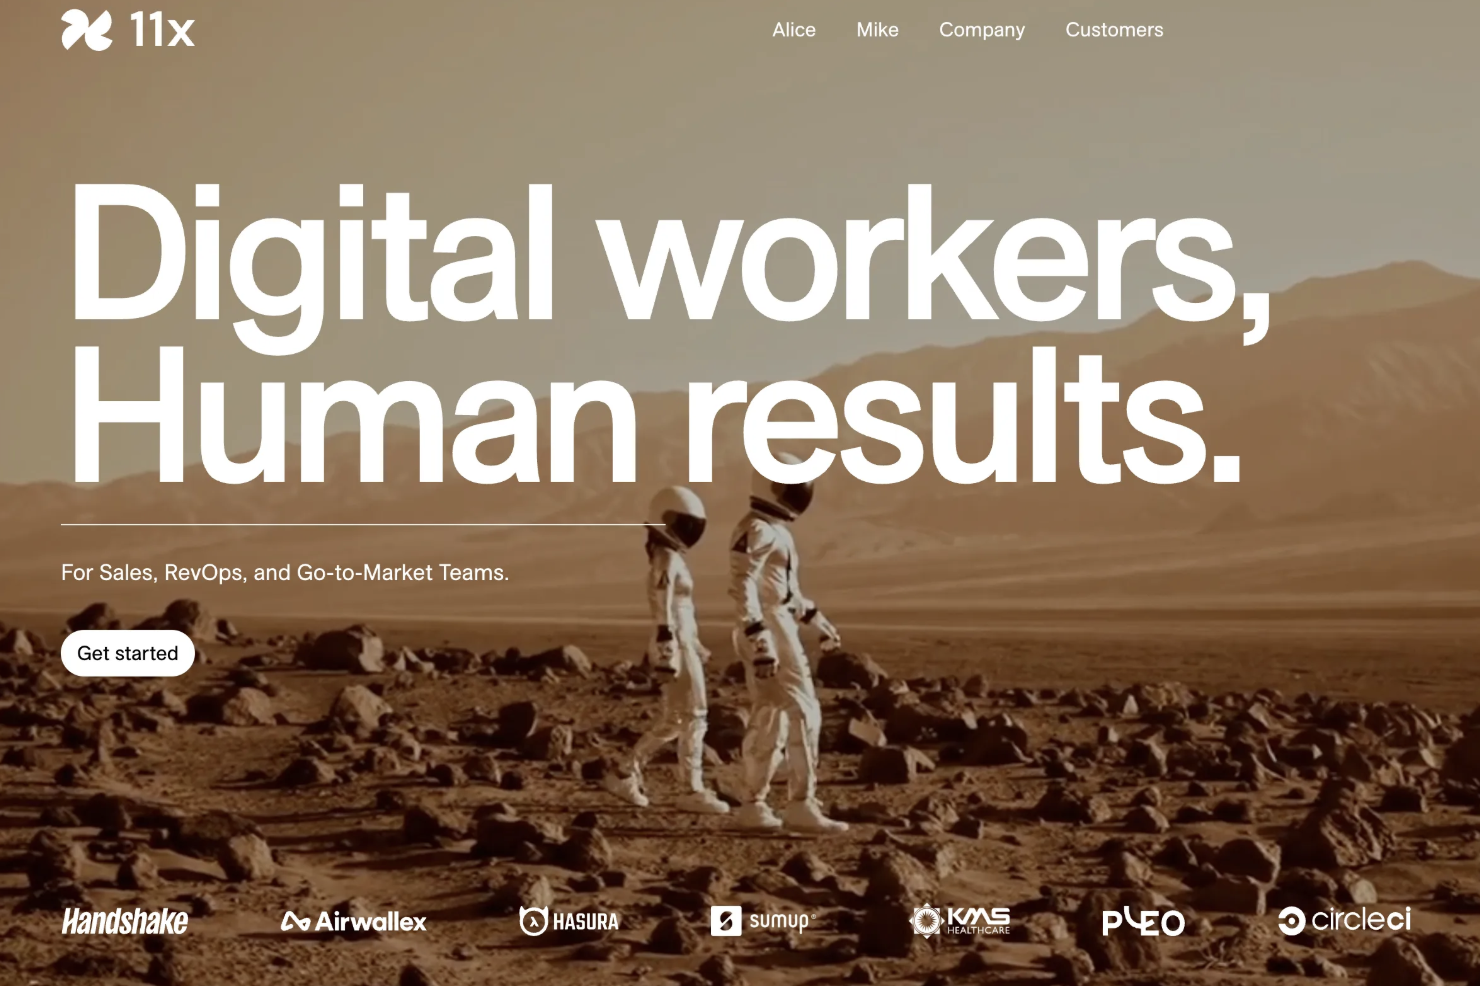 11x
Alice
Mike
Company
Customers
Digital workers,
Human results.
For Sales, RevOps, and Go-to-Market Teams.
Get started
Handshake
Airwallex
HASURA
sumup®
KMS
HEALTHCARE
PLEO
circleci